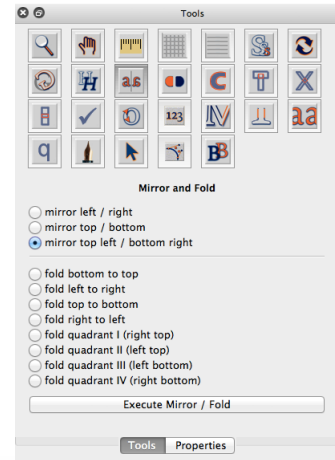 Tools
123
Mirror and Fold
mirror left / right
mirror top / bottom
mirror top left / bottom right
fold bottom to top
fold left to right
fold top to bottom
fold right to left
fold quadrant I (right top)
fold quadrant II (left top)
fold quadrant III (left bottom)
fold quadrant IV (right bottom)
Execute Mirror / Fold
Tools Properties